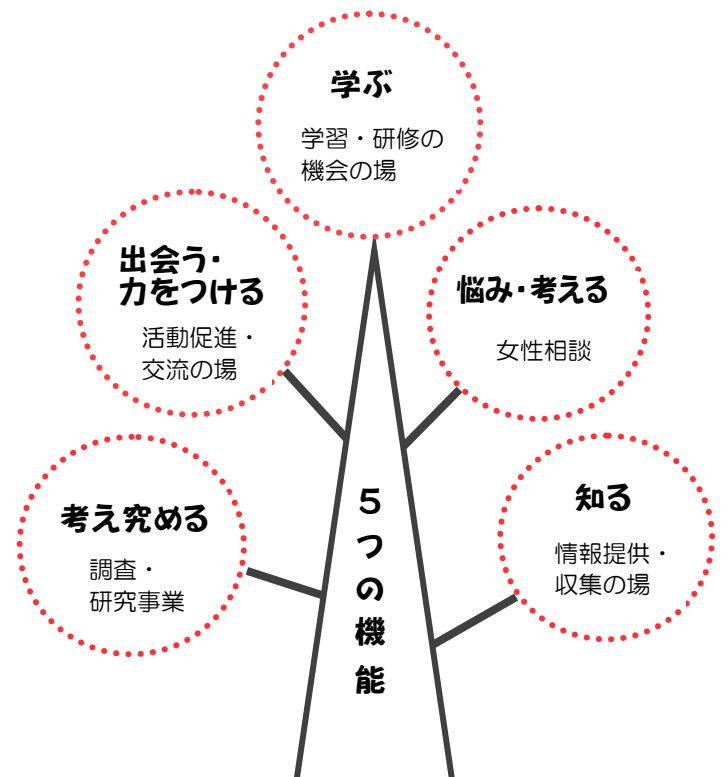 学ぶ
学習・研修の
機会の場
出会う・
力をつける
活動促進・
交流の場
悩み・考える
女性相談
考え究める
調査・
研究事業
知る
情報提供・
収集の場
5つの機能